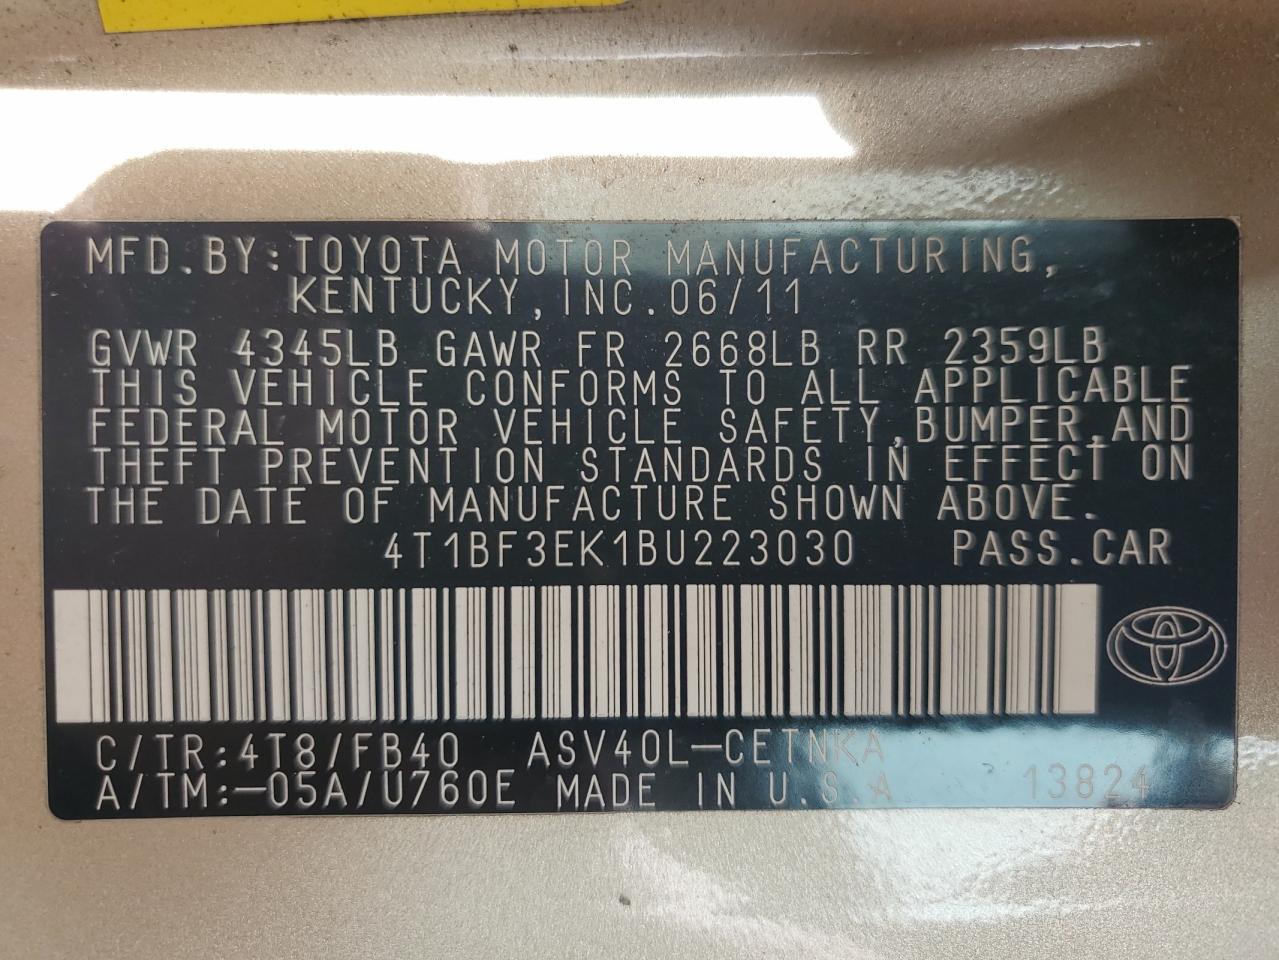 MFD.BY:TOYOTA MOTOR MANUFACTURING,
KENTUCKY,INC.06/11
GVWR 4345LB GAWR FR 2668LB RR 2359LB
THIS VEHICLE CONFORMS TO ALL APPLICABLE
FEDERAL MOTOR VEHICLE SAFETY,BUMPER,AND
THEFT PREVENTION STANDARDS IN EFFECT ON
THE DATE OF MANUFACTURE SHOWN ABOVE.
4T1BF3EK1BU223030 PASS.CAR
C/TR:4T8/FB40 ASV40L-CETNKA
A/TM:-05A/U760E MADE IN U.S.A 13824